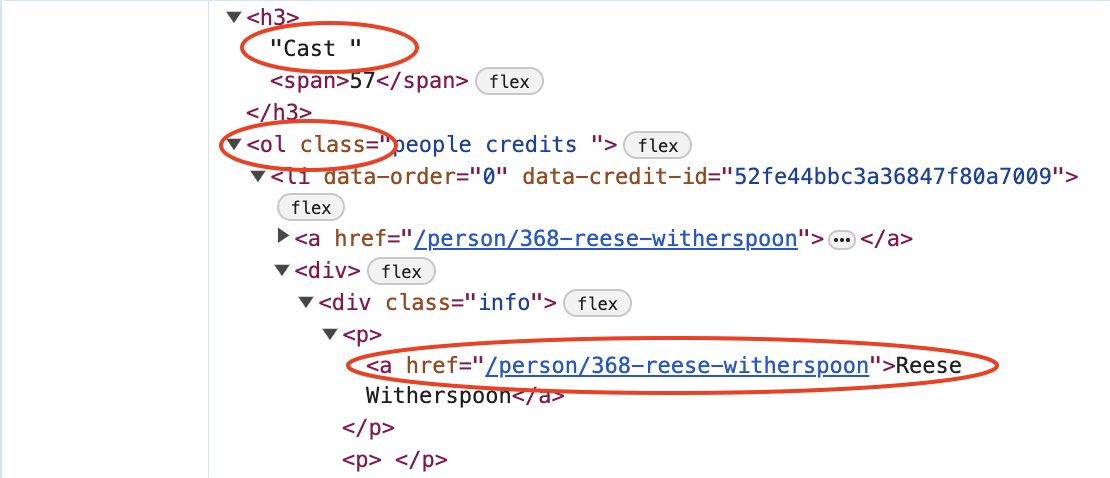 ▼<h3>
"Cast "
<span>57</span> flex
</h3>
▼<ol class="people credits "> flex
▼<li data-order="0" data-credit-id="52fe44bbc3a36847f80a7009">
flex
▶<a href="/person/368-reese-witherspoon">…</a>
▼<div> flex
▼<div class="info"> flex
▼<p>
<a href="/person/368-reese-witherspoon">Reese
Witherspoon</a>
</p>
<p> </p>